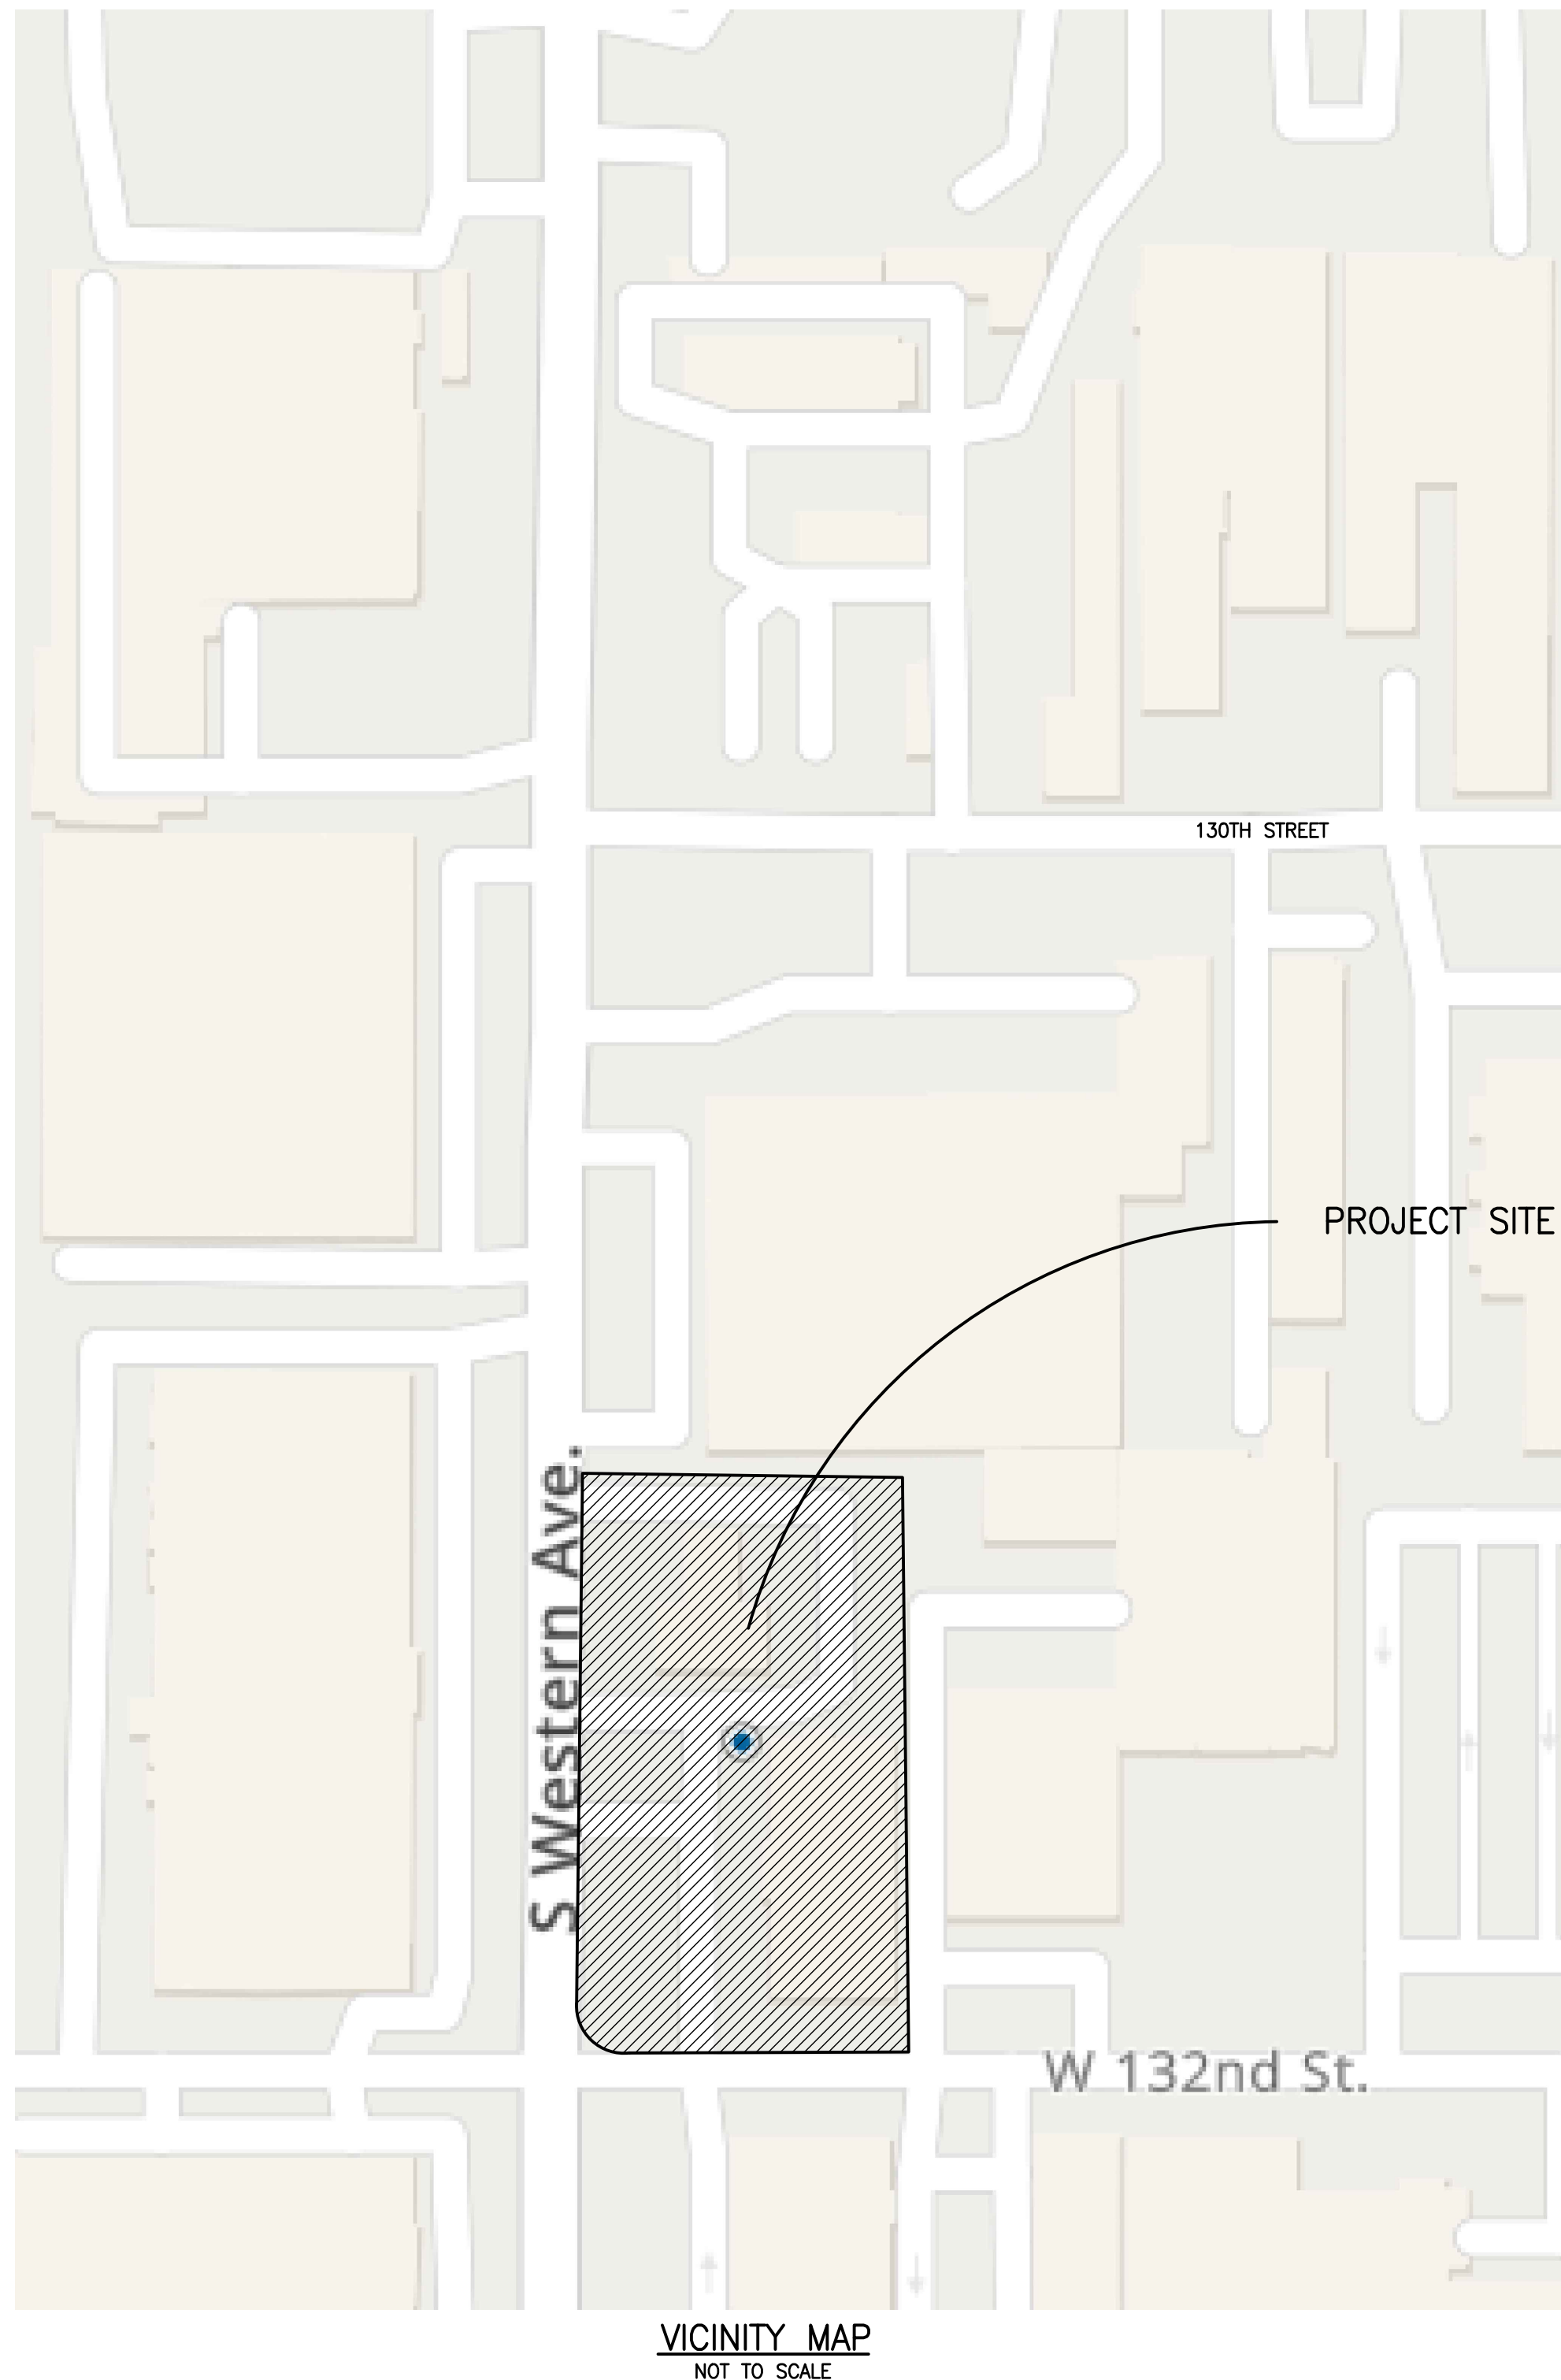 130TH STREET
PROJECT SITE
S Western Ave.
W 132nd St.
VICINITY MAP
NOT TO SCALE